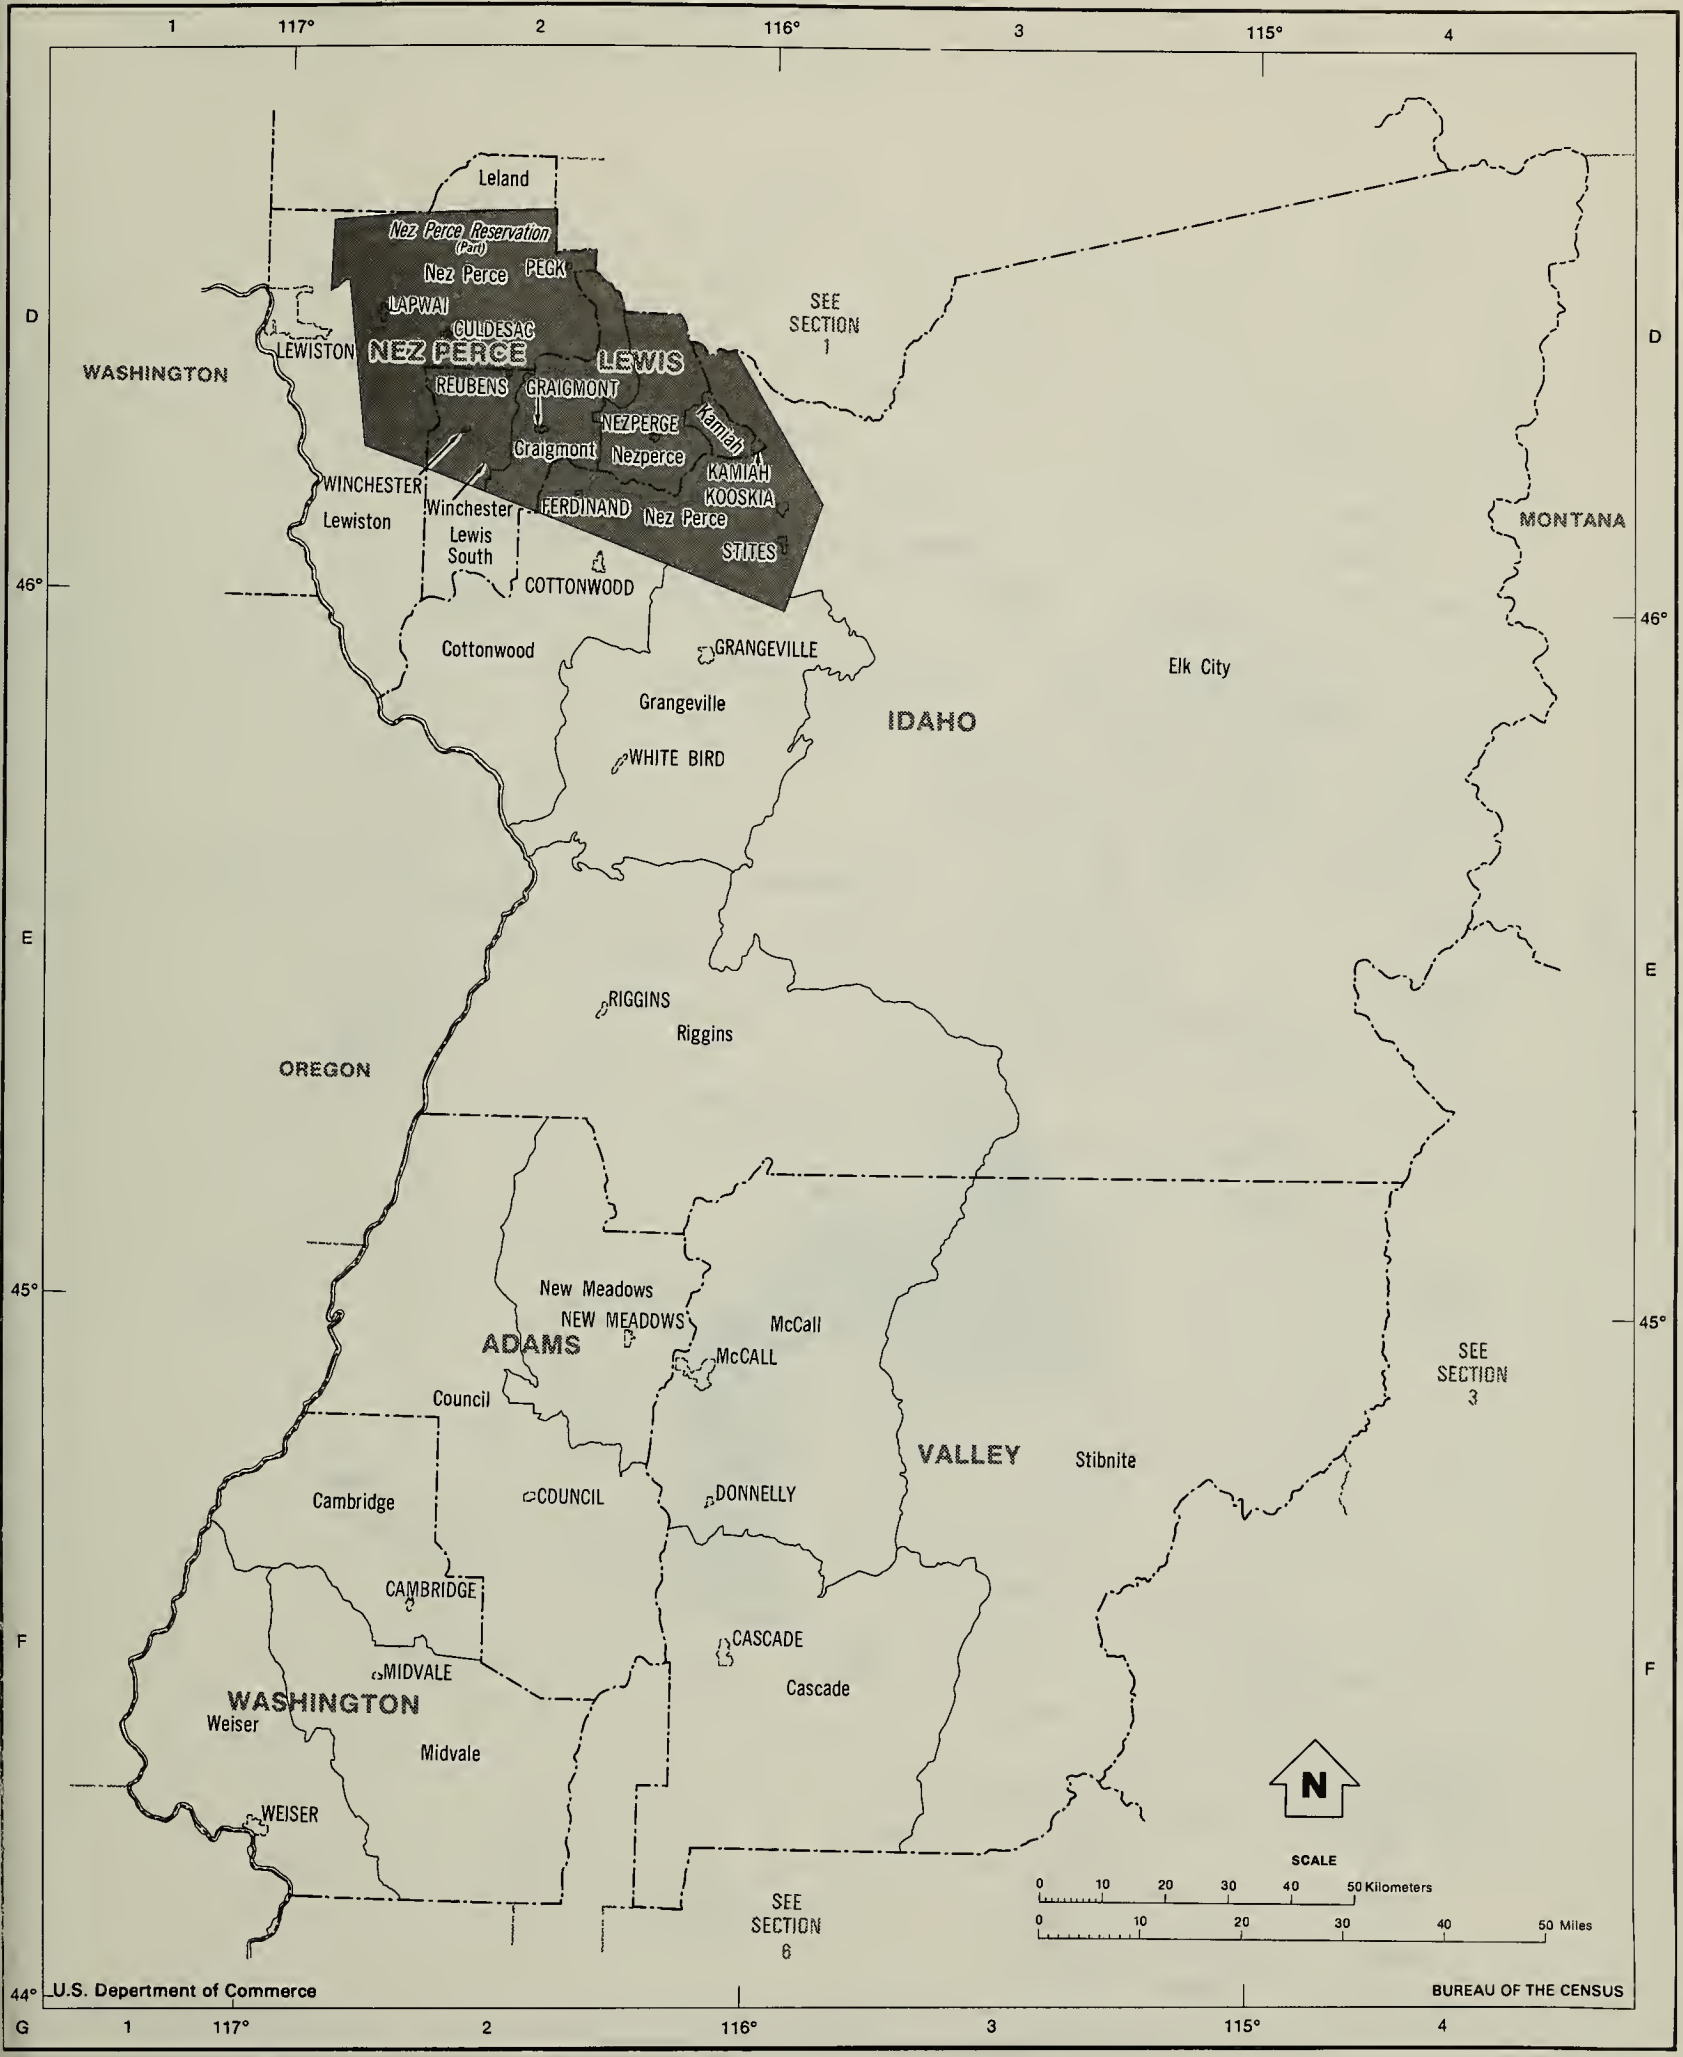 1 117° 2 116° 3 115° 4
Leland
Nez Perce Reservation
(Part)
Nez Perce
PECK
LAPWAI
CULDESAC
D
SEE
SECTION
1
D
LEWISTON
NEZ PERCE
LEWIS
WASHINGTON
REUBENS
GRAIGMONT
NEZPERCE
Kamiah
Graigmont
Nezperce
KAMIAH
WINCHESTER
KOOSKIA
Winchester
FERDINAND
Nez Perce
Lewiston
MONTANA
Lewis
South
STITES
46°
COTTONWOOD
46°
Cottonwood
GRANGEVILLE
Elk City
Grangeville
IDAHO
WHITE BIRD
E
E
RIGGINS
Riggins
OREGON
45°
New Meadows
NEW MEADOWS
McCall
45°
ADAMS
McCALL
SEE
SECTION
3
Council
VALLEY
Stibnite
Cambridge
COUNCIL
DONNELLY
CAMBRIDGE
F
CASCADE
F
MIDVALE
Cascade
WASHINGTON
Weiser
Midvale
N
WEISER
SCALE
0 10 20 30 40 50 Kilometers
SEE
SECTION
6
0 10 20 30 40 50 Miles
44°
U.S. Department of Commerce
BUREAU OF THE CENSUS
G 1 117° 2 116° 3 115° 4